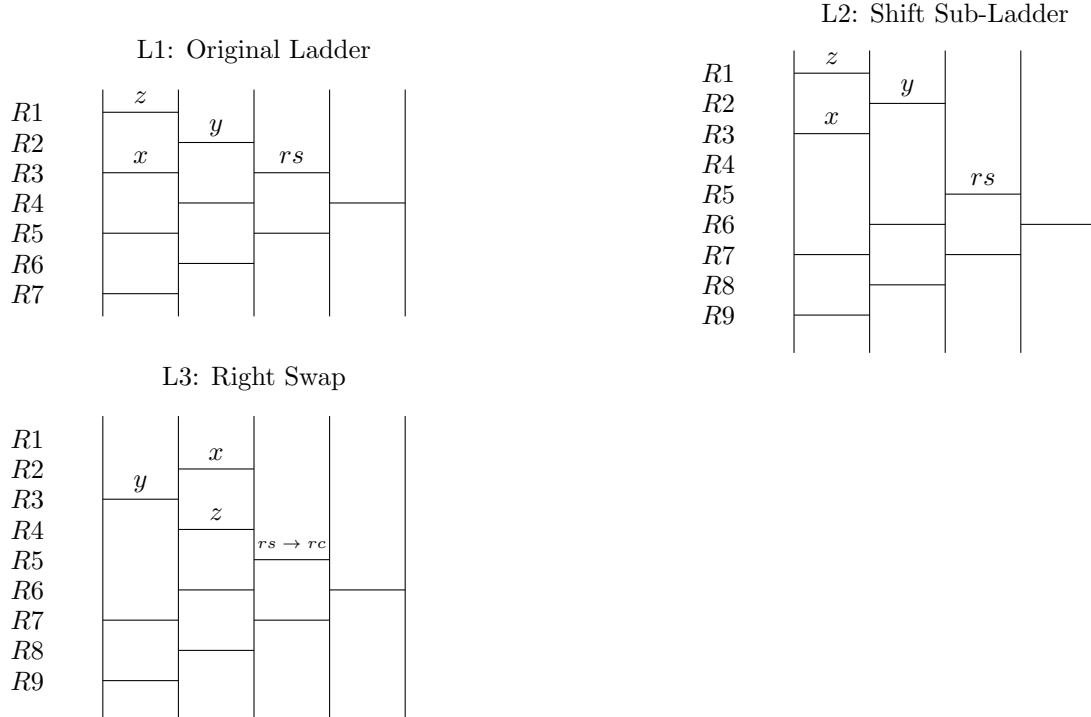 L1: Original Ladder
R1
z
R2
y
R3
x
rs
R4
R5
R6
R7
L2: Shift Sub-Ladder
R1
z
R2
y
R3
x
R4
R5
rs
R6
R7
R8
R9
L3: Right Swap
R1
R2
x
R3
y
R4
z
R5
rs → rc
R6
R7
R8
R9